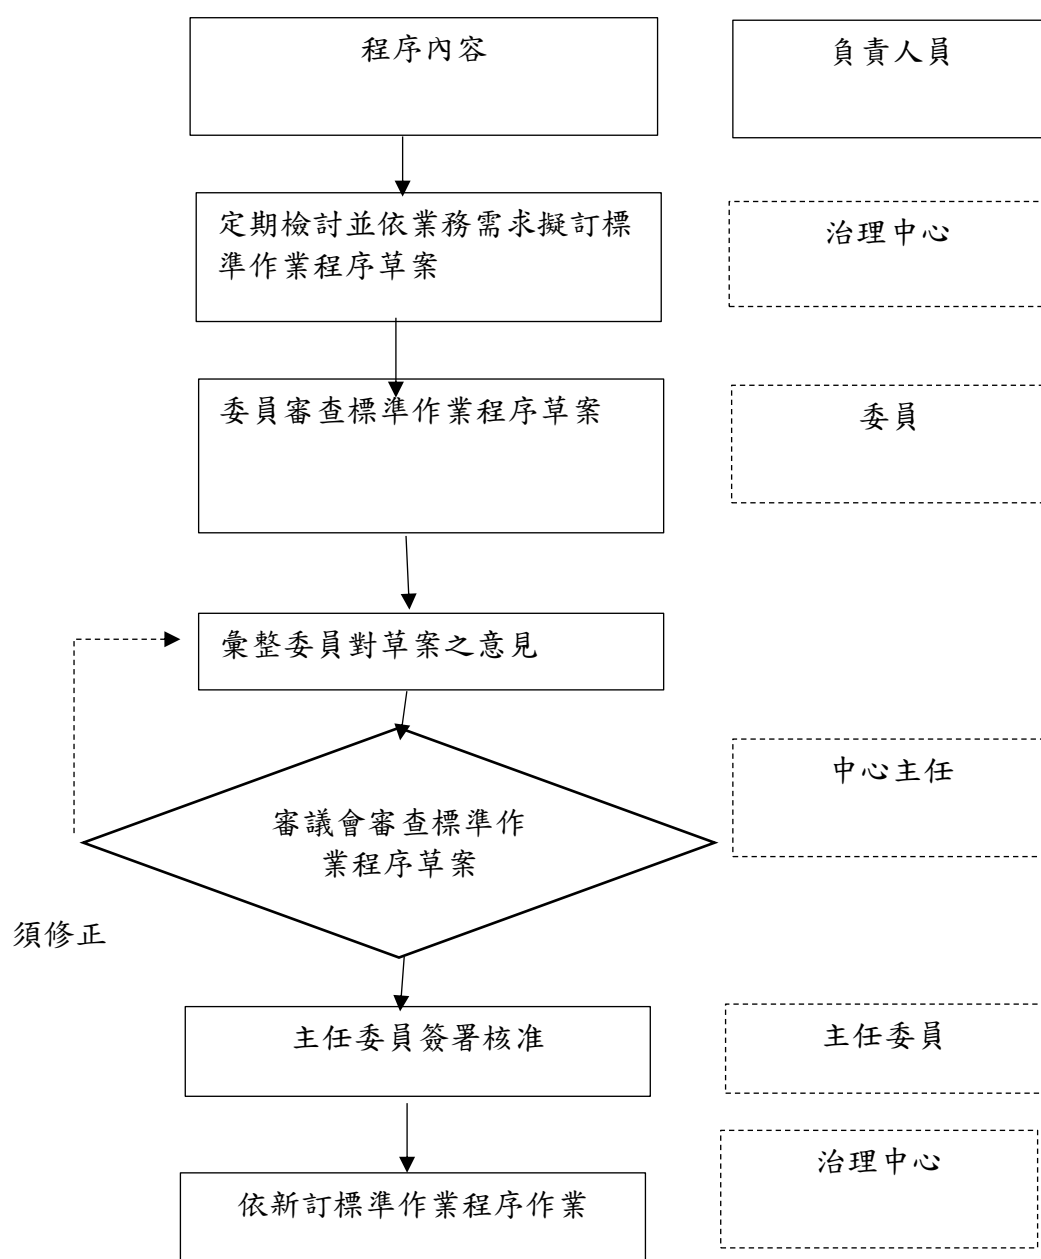 程序內容
負責人員
定期檢討並依業務需求擬訂標
準作業程序草案
治理中心
委員審查標準作業程序草案
委員
彙整委員對草案之意見
審議會審查標準作
業程序草案
中心主任
須修正
主任委員簽署核准
主任委員
依新訂標準作業程序作業
治理中心